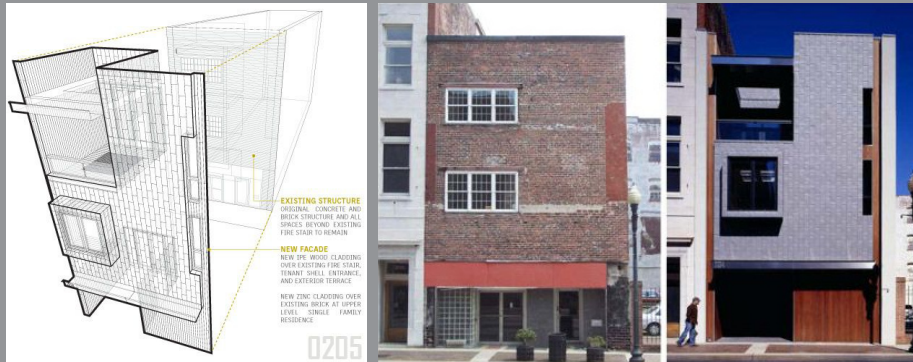 EXISTING STRUCTURE
ORIGINAL CONCRETE AND
BRICK STRUCTURE AND ALL
SPACES BEYOND EXISTING
FIRE STAIR TO REMAIN
NEW FACADE
NEW IPE WOOD CLADDING
OVER EXISTING FIRE STAIR,
TENANT SHELL ENTRANCE,
AND EXTERIOR TERRACE
NEW ZINC CLADDING OVER
EXISTING BRICK AT UPPER
LEVEL SINGLE FAMILY
RESIDENCE
0205